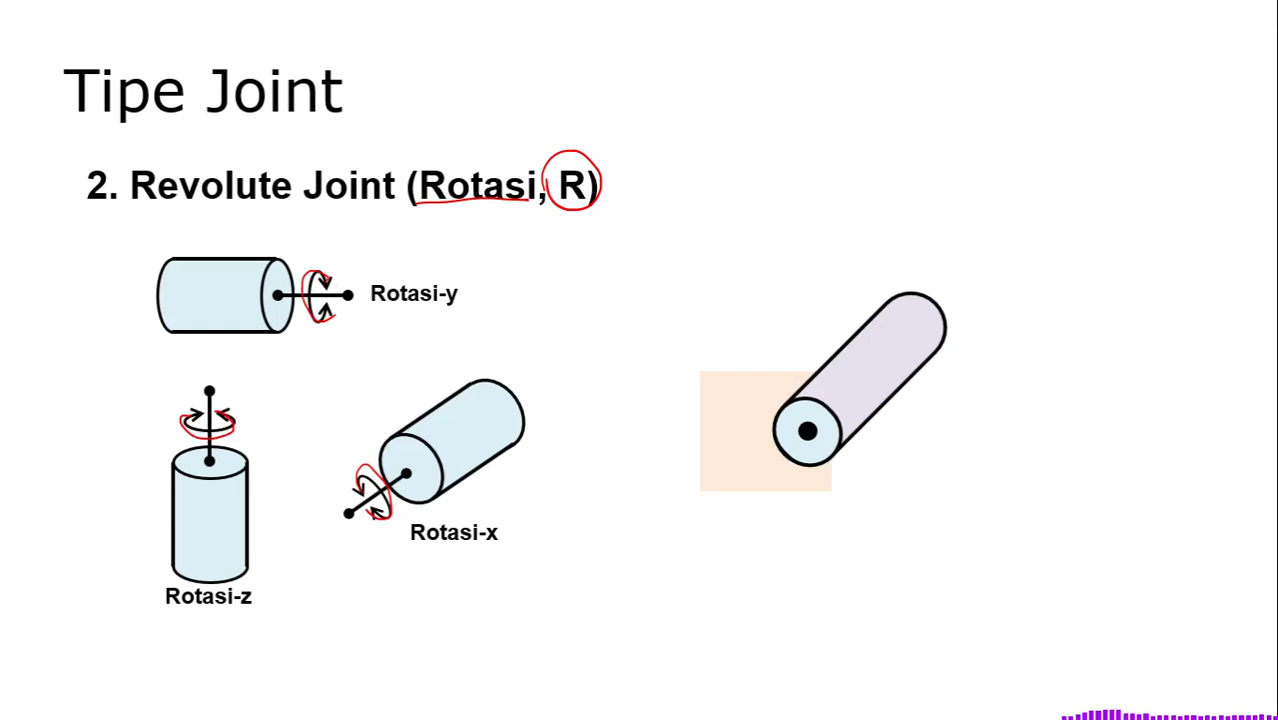 Tipe Joint
2. Revolute Joint (Rotasi, R)
Rotasi-y
Rotasi-x
Rotasi-z